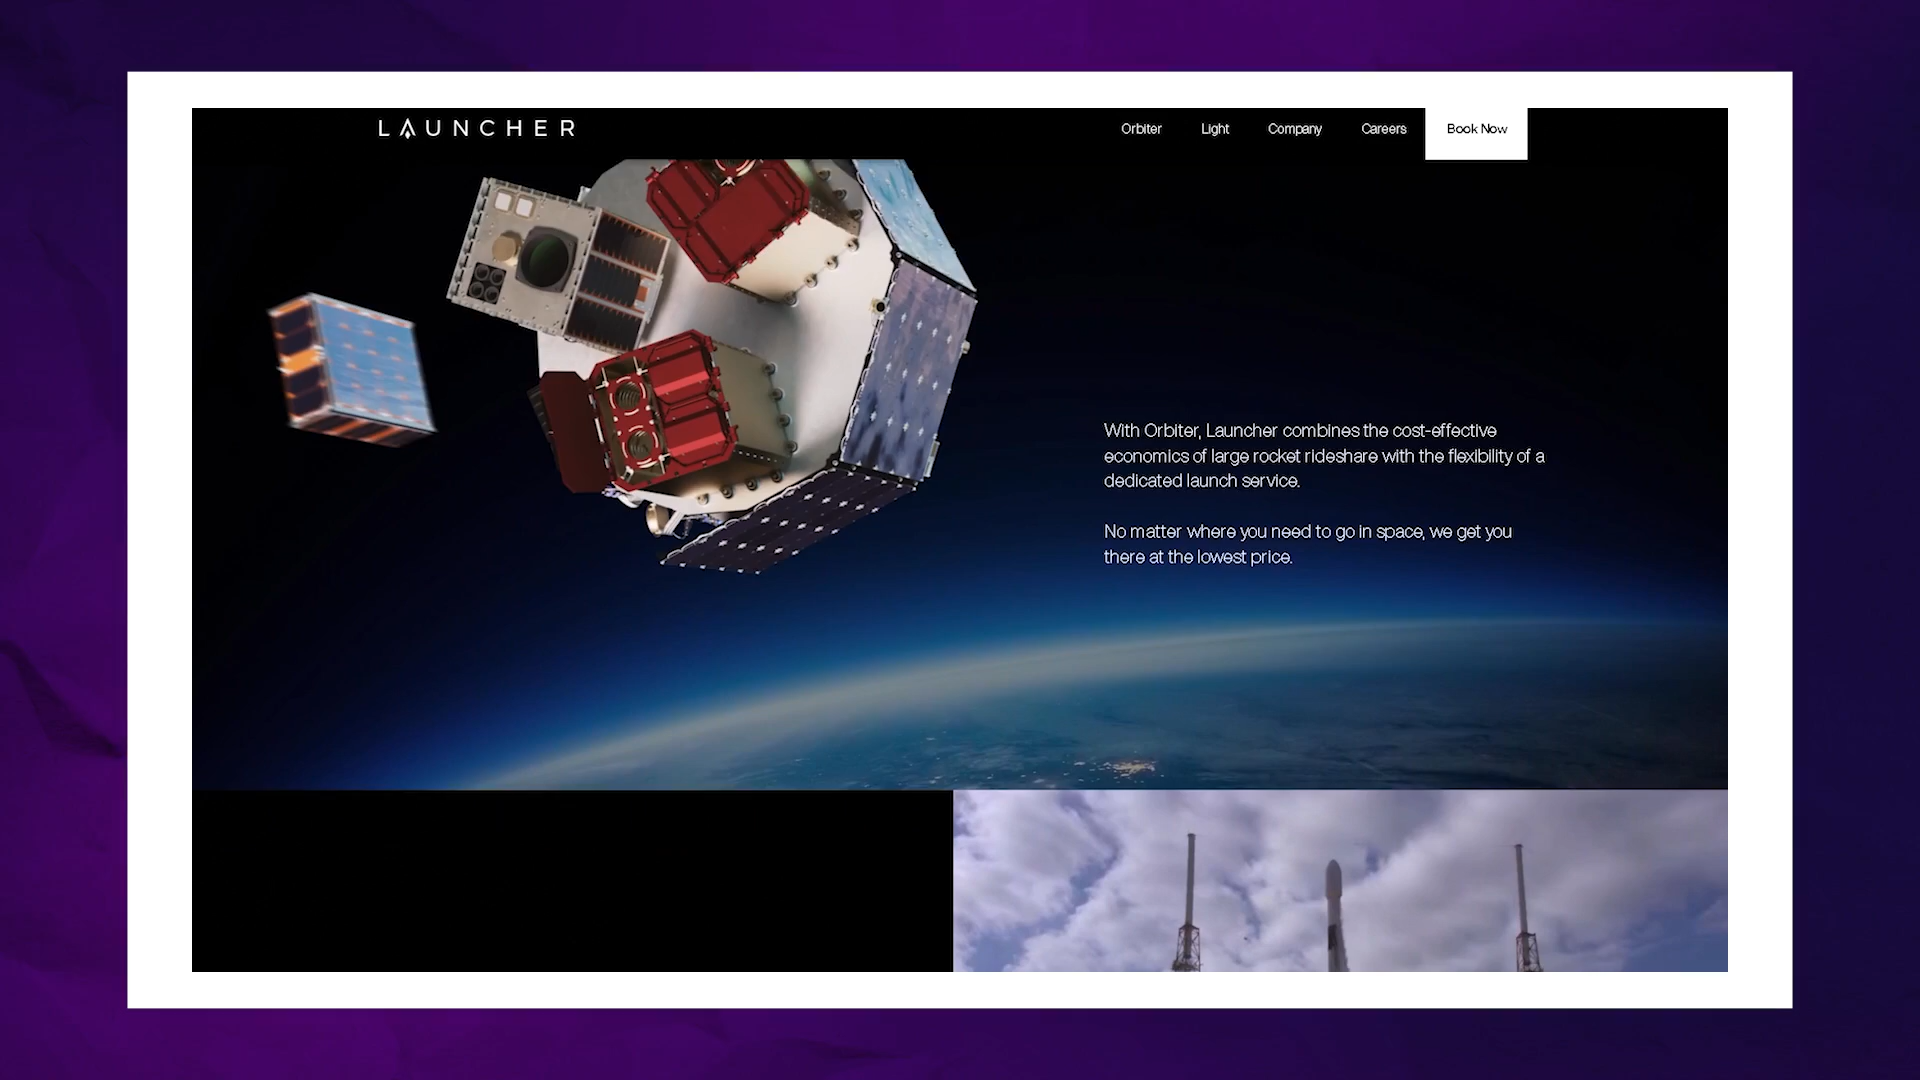 LAUNCHER
Orbiter Light Company Careers Book Now
With Orbiter, Launcher combines the cost-effective
economics of large rocket rideshare with the flexibility of a
dedicated launch service.
No matter where you need to go in space, we get you
there at the lowest price.